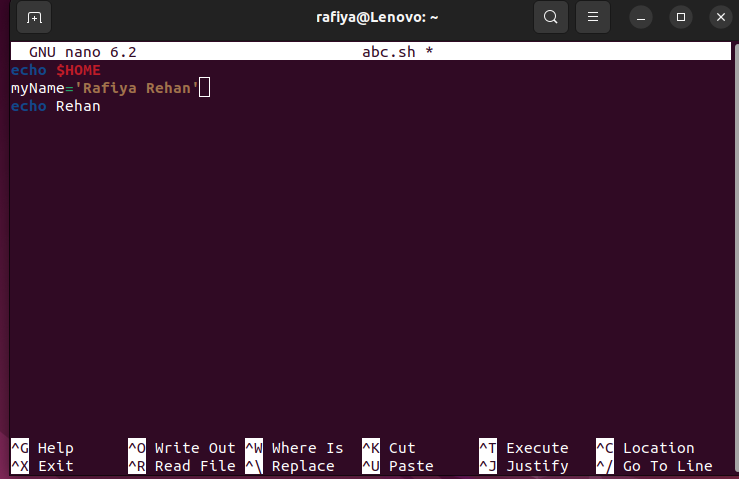 rafiya@Lenovo: ~
GNU nano 6.2 abc.sh *
echo $HOME
myName='Rafiya Rehan'
echo Rehan
^G Help ^O Write Out ^W Where Is ^K Cut ^T Execute ^C Location
^X Exit ^R Read File ^\ Replace ^U Paste ^J Justify ^/ Go To Line